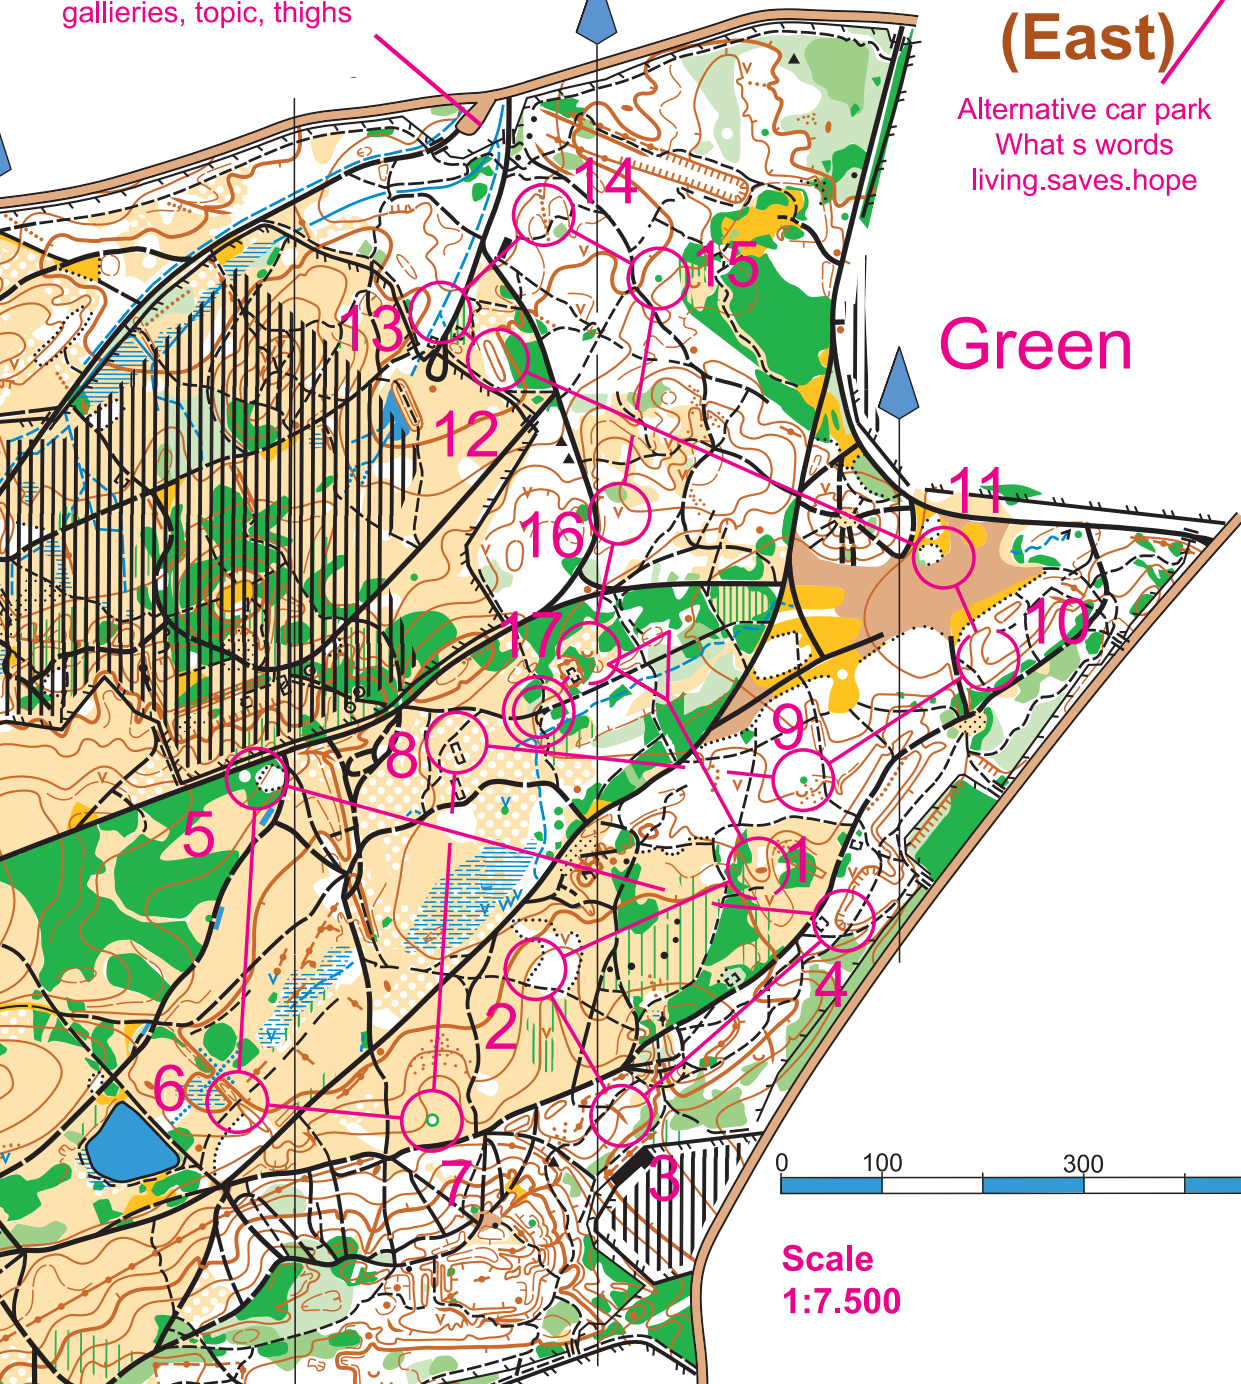 gallieries, topic, thighs
(East)
Alternative car park
What s words
living.saves.hope
Green
14
15
13
12
11
16
10
17
9
8
5
1
4
2
6
7
3
0 100 300
Scale
1:7.500